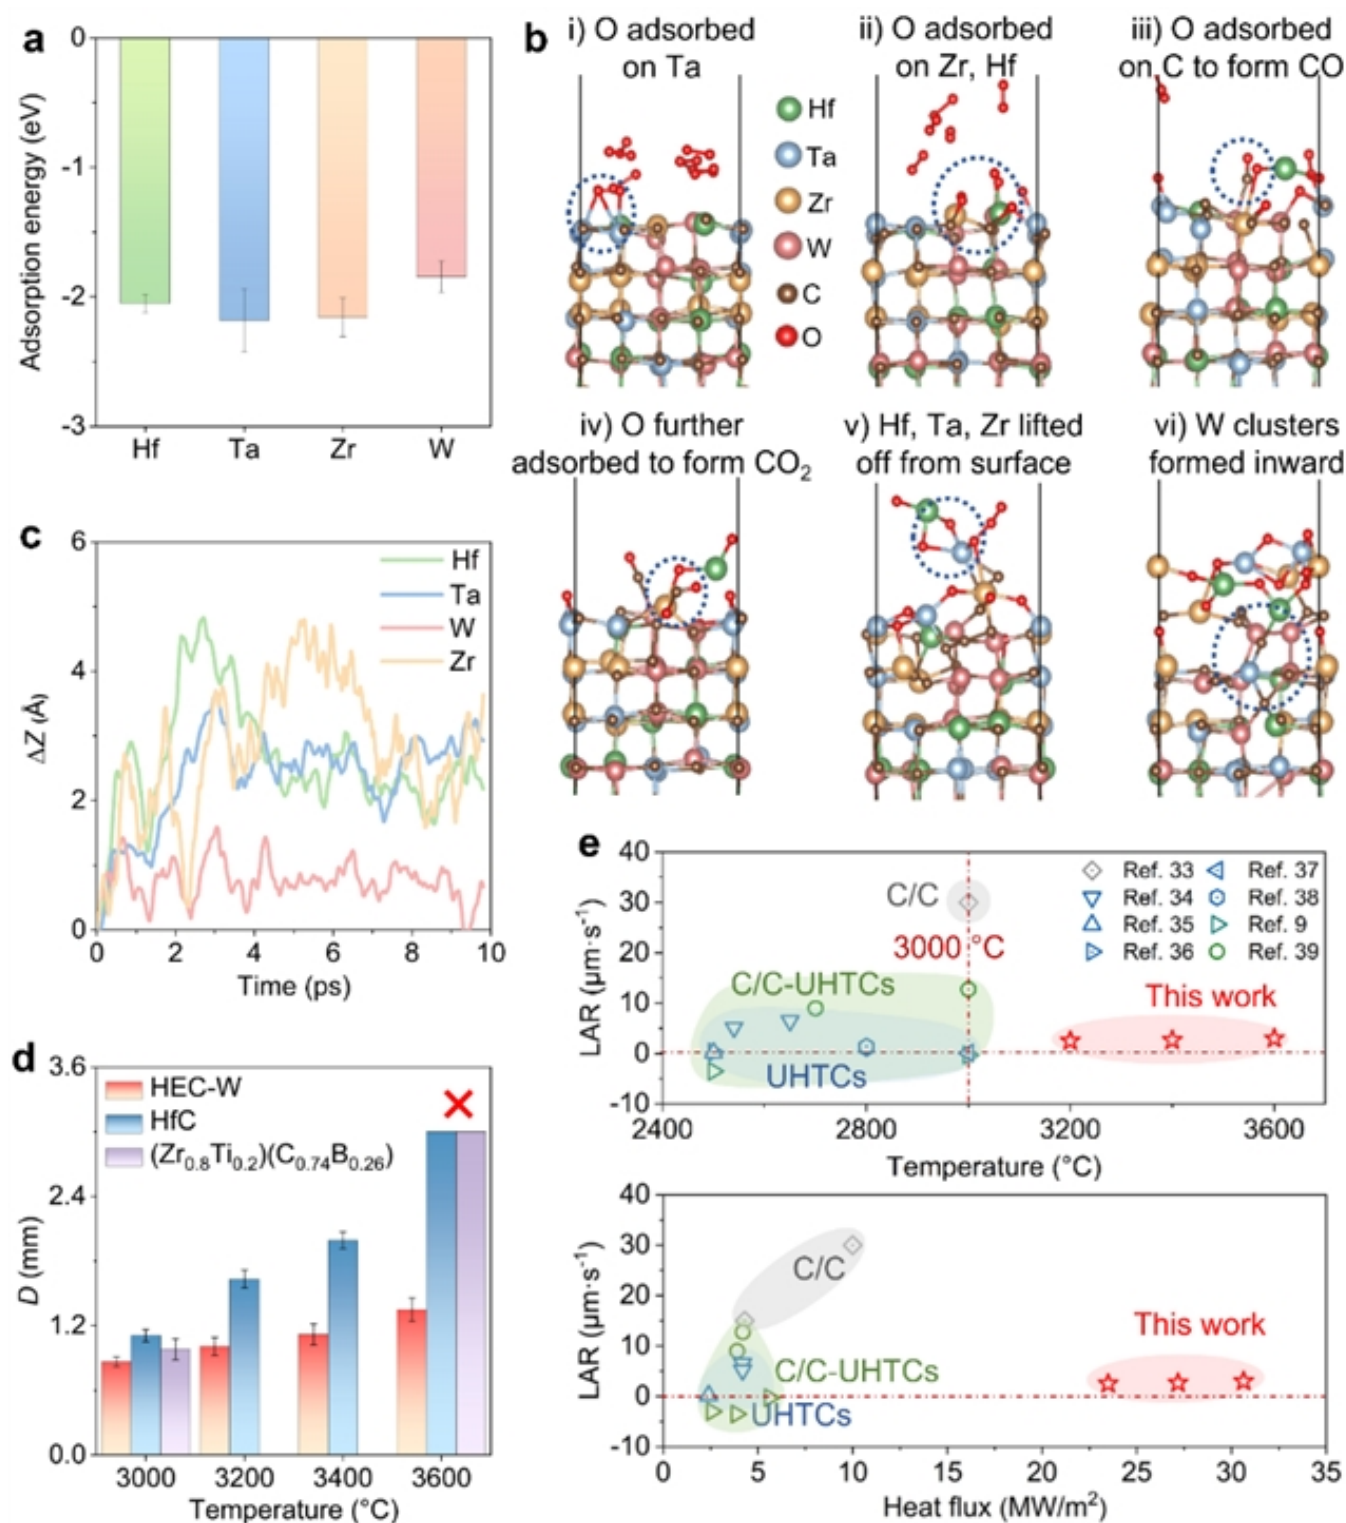 a
0
-1
-2
-3
Adsorption energy (eV)
Hf
Ta
Zr
W
b
i) O adsorbed
on Ta
ii) O adsorbed
on Zr, Hf
iii) O adsorbed
on C to form CO
Hf
Ta
Zr
W
C
O
iv) O further
adsorbed to form CO₂
v) Hf, Ta, Zr lifted
off from surface
vi) W clusters
formed inward
c
6
4
2
0
ΔZ (Å)
Hf
Ta
W
Zr
0
2
4
6
8
10
Time (ps)
d
3.6
2.4
1.2
0.0
D (mm)
HEC-W
HfC
(Zr₀.₈Ti₀.₂)(C₀.₇₄B₀.₂₆)
3000
3200
3400
3600
Temperature (°C)
e
40
30
20
10
0
-10
LAR (μm·s⁻¹)
C/C
3000 °C
Ref. 33
Ref. 37
Ref. 34
Ref. 38
Ref. 35
Ref. 9
Ref. 36
Ref. 39
C/C-UHTCs
This work
UHTCs
2400
2800
3200
3600
Temperature (°C)
40
30
20
10
0
-10
LAR (μm·s⁻¹)
C/C
This work
C/C-UHTCs
UHTCs
0
5
10
15
20
25
30
35
Heat flux (MW/m²)